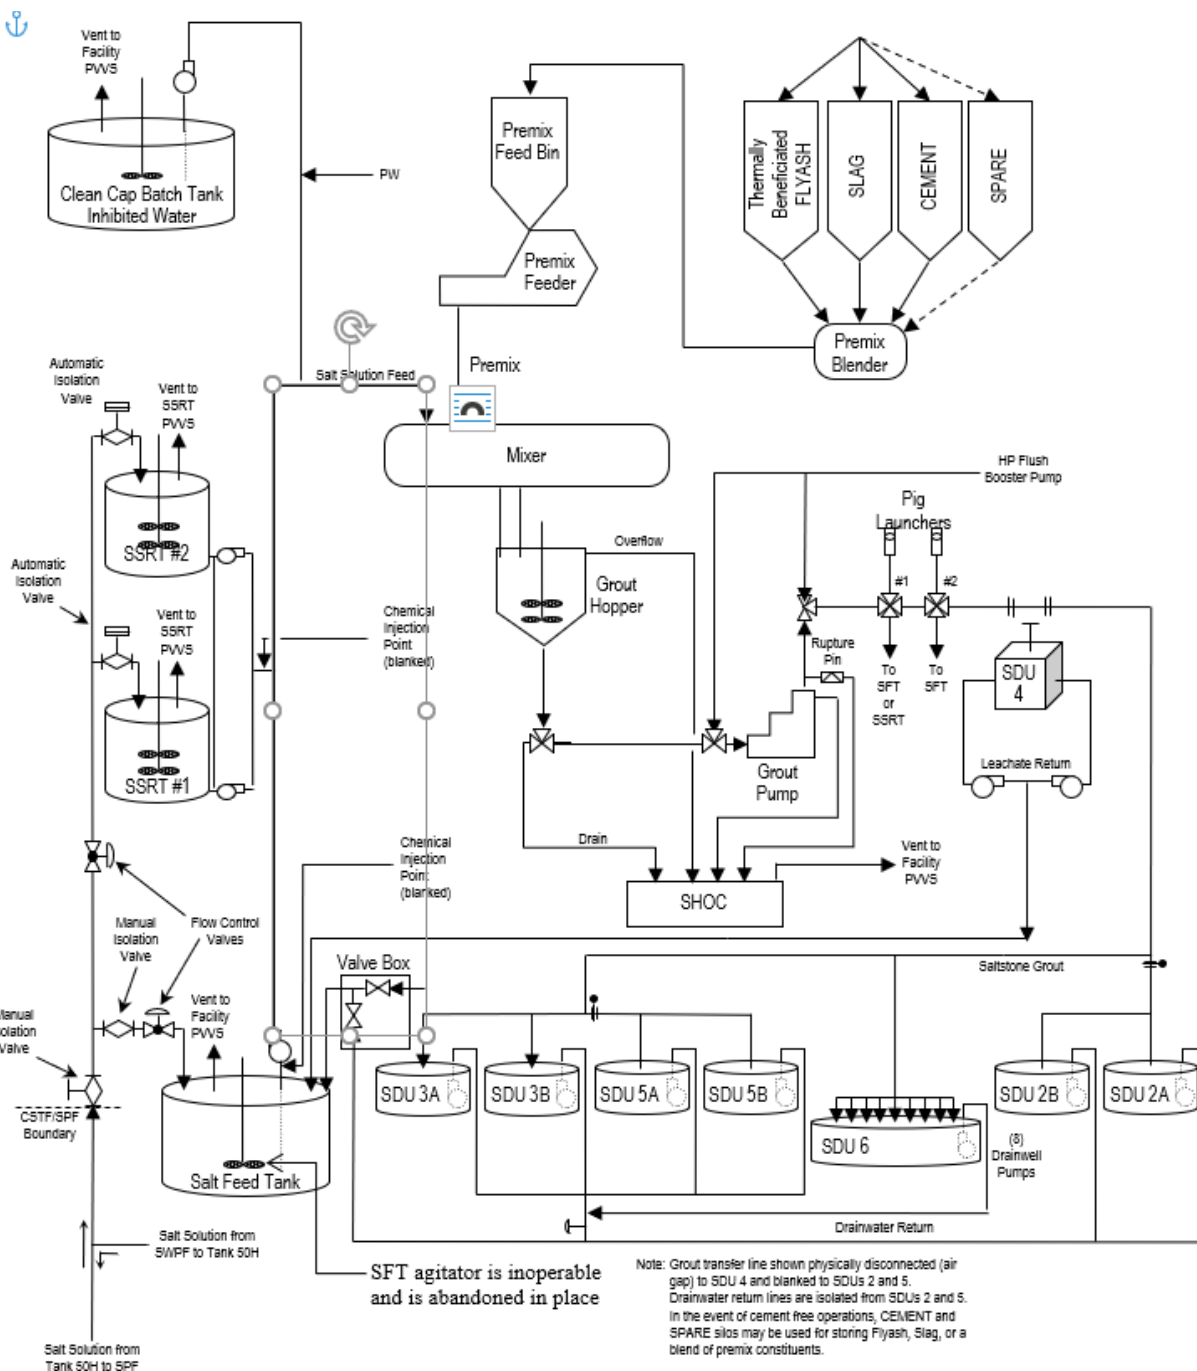 Vent to
Facility
PVVS
Clean Cap Batch Tank
Inhibited Water
PW
Premix
Feed Bin
Premix
Feeder
Premix
Thermally
Beneficiated
FLYASH
SLAG
CEMENT
SPARE
Premix
Blender
Salt Solution Feed
Mixer
Automatic
Isolation
Valve
Vent to
SSRT
PVVS
SSRT #2
Automatic
Isolation
Valve
Vent to
SSRT
PVVS
SSRT #1
Chemical
Injection
Point
(blanked)
Overflow
Grout
Hopper
HP Flush
Booster Pump
Pig
Launchers
#1
#2
Rupture
Pin
To
SFT
or
SSRT
To
SFT
SDU
4
Leachate Return
Grout
Pump
Drain
SHOC
Vent to
Facility
PVVS
Chemical
Injection
Point
(blanked)
Manual
Isolation
Valve
Flow Control
Valves
Vent to
Facility
PVVS
Valve Box
Saltstone Grout
Manual
solation
Valve
CSTF/SPF
Boundary
Salt Feed Tank
SDU 3A
SDU 3B
SDU 5A
SDU 5B
SDU 6
SDU 2B
SDU 2A
(8)
Drainwell
Pumps
Drainwater Return
Salt Solution from
SWPF to Tank 50H
SFT agitator is inoperable
and is abandoned in place
Note: Grout transfer line shown physically disconnected (air
gap) to SDU 4 and blanked to SDUs 2 and 5.
Drainwater return lines are isolated from SDUs 2 and 5.
In the event of cement free operations, CEMENT and
SPARE silos may be used for storing Flyash, Slag, or a
blend of premix constituents.
Salt Solution from
Tank 50H to SPF